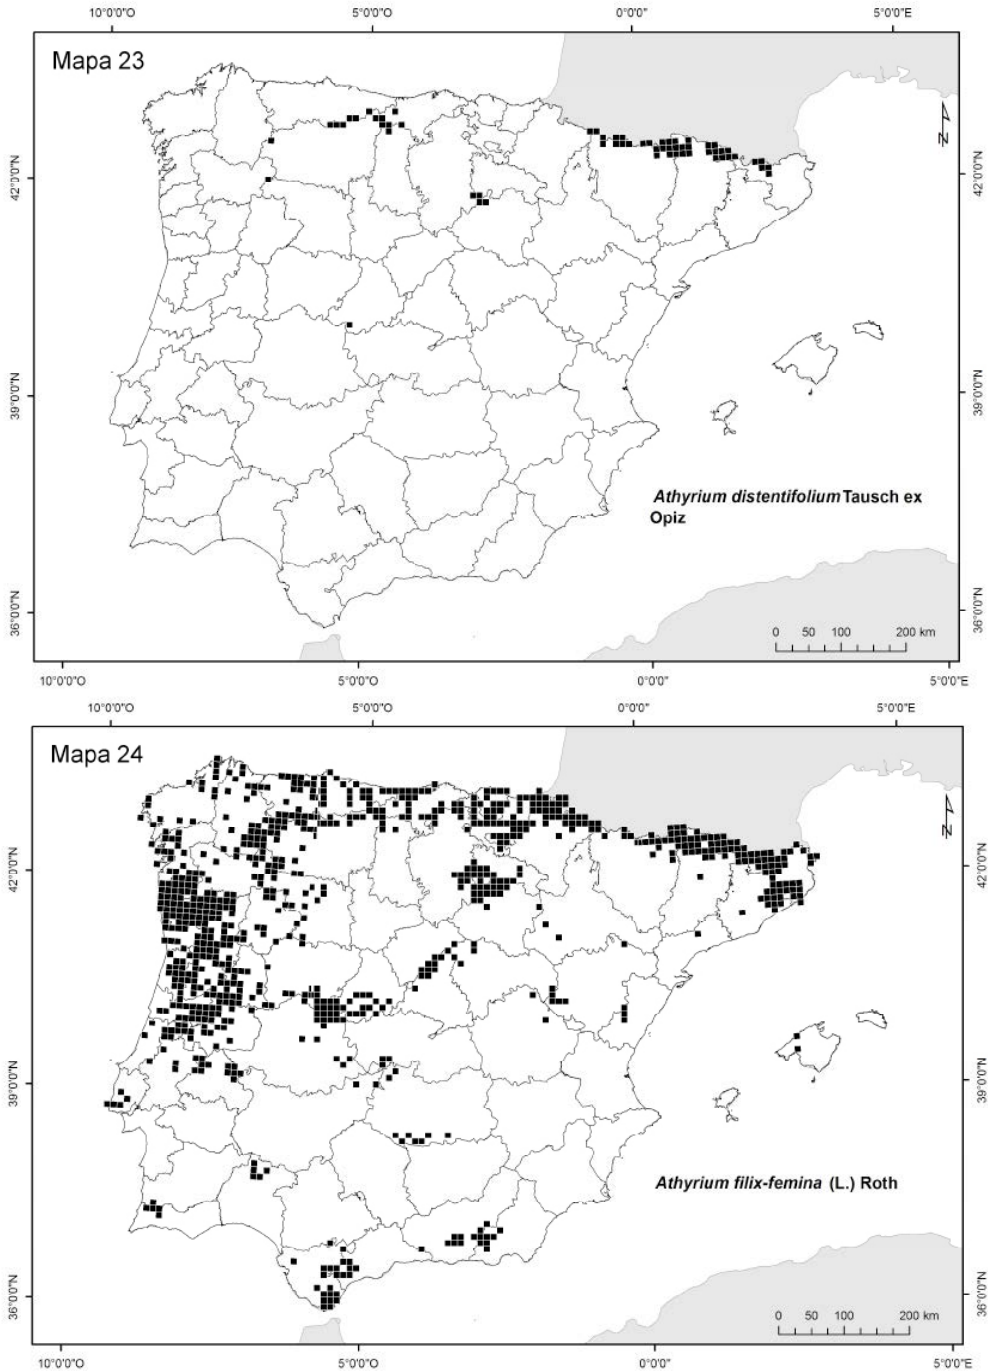 10°0'0"O 5°0'0"O 0°0'0" 5°0'0"E
Mapa 23
N
42°0'0"N 42°0'0"N
39°0'0"N 39°0'0"N
Athyrium distentifolium Tausch ex
Opiz
36°0'0"N 36°0'0"N
0 50 100 200 km
10°0'0"O 5°0'0"O 0°0'0" 5°0'0"E
10°0'0"O 5°0'0"O 0°0'0" 5°0'0"E
Mapa 24
N
42°0'0"N 42°0'0"N
39°0'0"N 39°0'0"N
Athyrium filix-femina (L.) Roth
36°0'0"N 36°0'0"N
0 50 100 200 km
10°0'0"O 5°0'0"O 0°0'0" 5°0'0"E